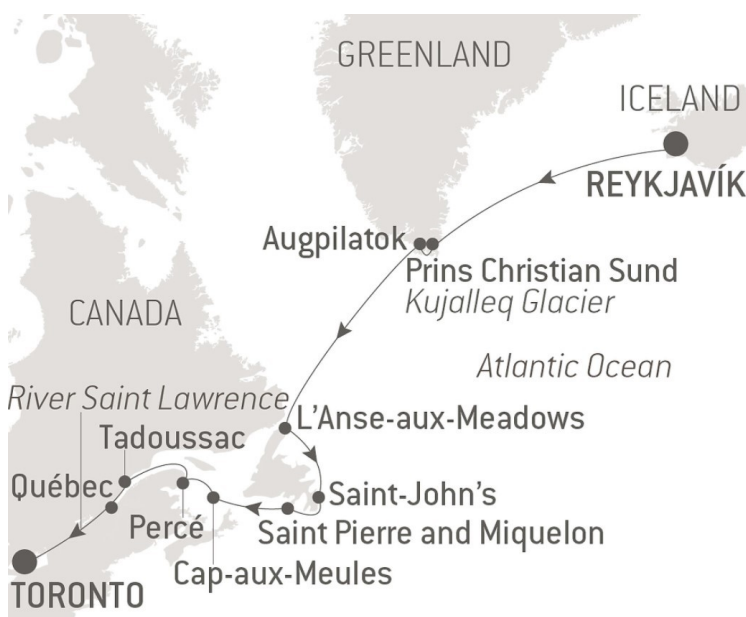 GREENLAND
ICELAND
REYKJAVÍK
Augpilatok
Prins Christian Sund
Kujalleq Glacier
CANADA
Atlantic Ocean
River Saint Lawrence
L'Anse-aux-Meadows
Tadoussac
Québec
Saint-John's
Percé
Saint Pierre and Miquelon
Cap-aux-Meules
TORONTO